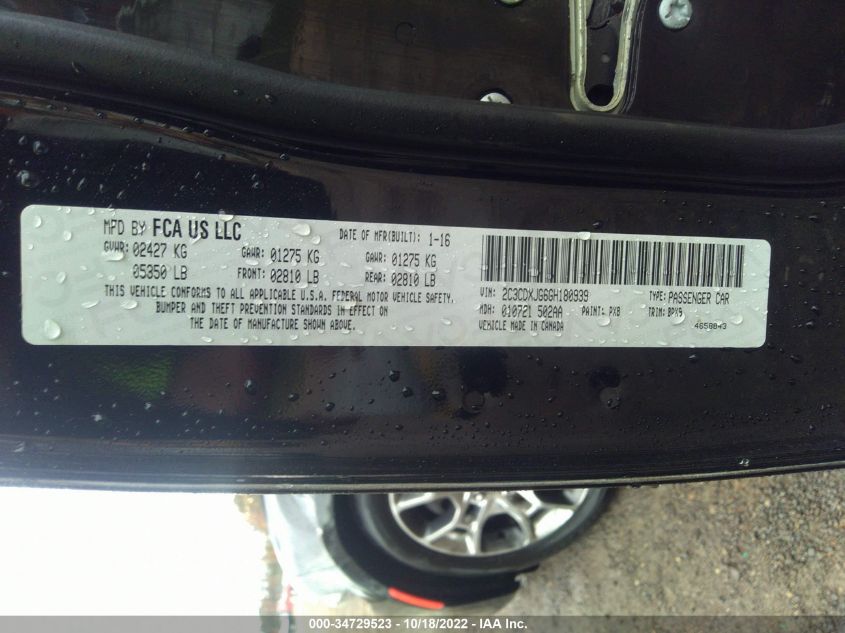 MFD BY FCA US LLC DATE OF MFR(BUILT): 1-16
GVWR: 02427 KG GAWR: 01275 KG GAWR: 01275 KG
05350 LB FRONT: 02810 LB REAR: 02810 LB
THIS VEHICLE CONFORMS TO ALL APPLICABLE U.S.A. FEDERAL MOTOR VEHICLE SAFETY,
BUMPER AND THEFT PREVENTION STANDARDS IN EFFECT ON
THE DATE OF MANUFACTURE SHOWN ABOVE.
VIN: 2C3CDXJG6GH180939 TYPE: PASSENGER CAR
MDH: 010721 502AA PAINT: PX8 TRIM: BPX9
VEHICLE MADE IN CANADA 4658843
000-34729523 - 10/18/2022 - IAA Inc.